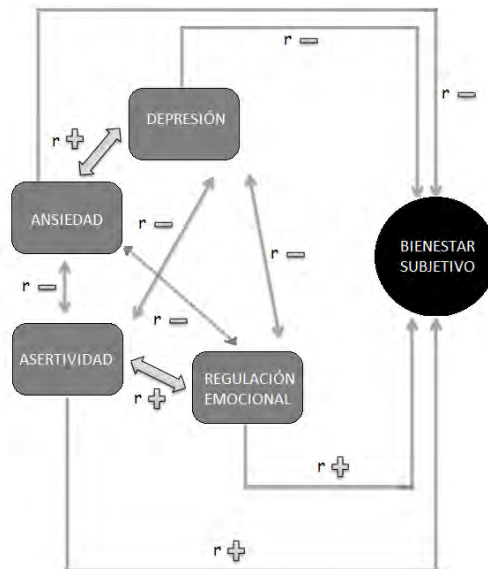 r −
r −
DEPRESIÓN
r +
ANSIEDAD
BIENESTAR
SUBJETIVO
r −
r −
r −
r −
ASERTIVIDAD
REGULACIÓN
EMOCIONAL
r +
r +
r +